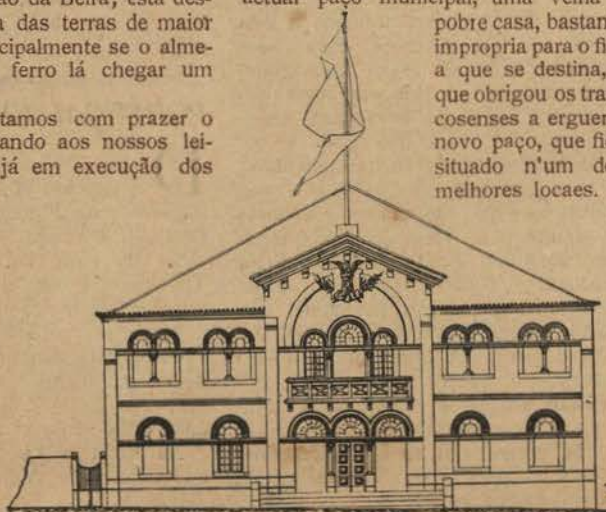 da Beira, está des-
das terras de maior
cipalmente se o alme-
ferro lá chegar um
tamos com prazer o
ando aos nossos lei-
já em execução dos
actual paço municipal, uma velha
pobre casa, bastan
impropria para o fi
a que se destina,
que obrigou os tra
cosenses a erguer
novo paço, que fi
situado n'um do
melhores locaes.